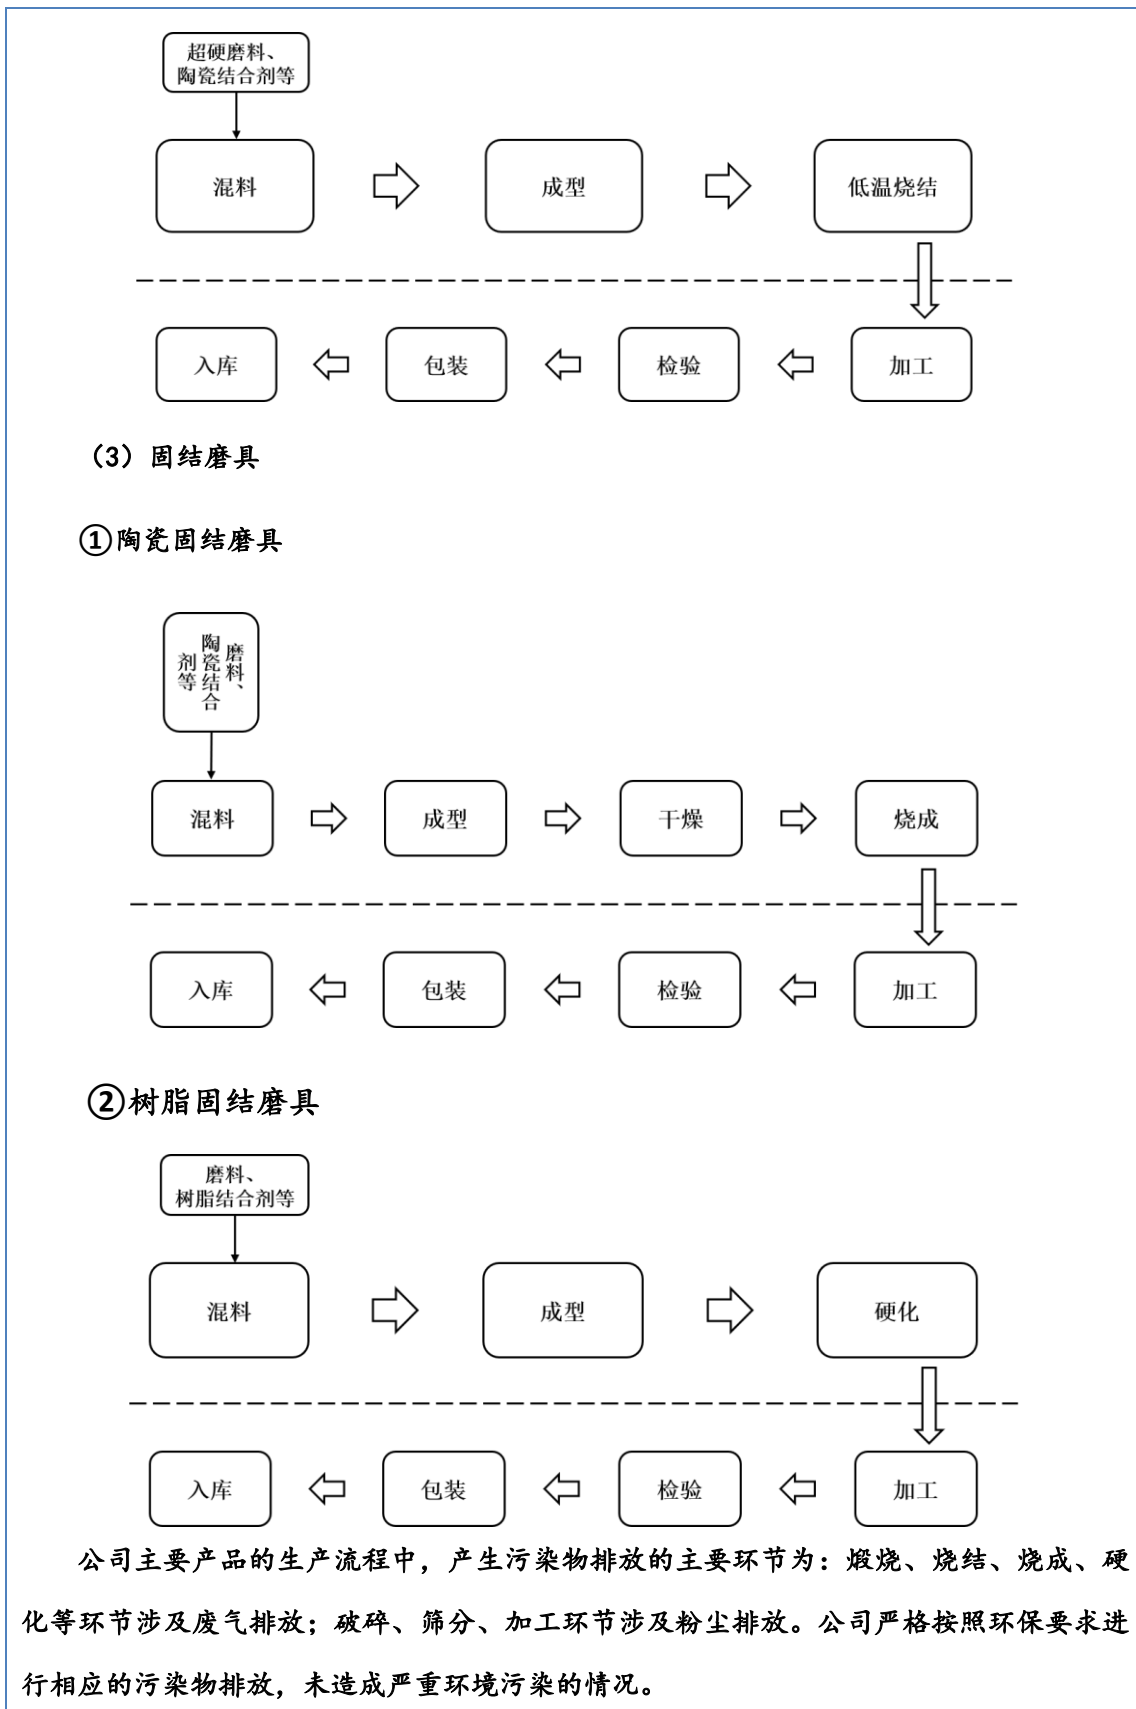 超硬磨料、
陶瓷结合剂等
混料
成型
低温烧结
加工
检验
包装
入库
（3）固结磨具
①陶瓷固结磨具
磨料、
陶瓷结合
剂等
混料
成型
干燥
烧成
加工
检验
包装
入库
②树脂固结磨具
磨料、
树脂结合剂等
混料
成型
硬化
加工
检验
包装
入库
公司主要产品的生产流程中，产生污染物排放的主要环节为：煅烧、烧结、烧成、硬
化等环节涉及废气排放；破碎、筛分、加工环节涉及粉尘排放。公司严格按照环保要求进
行相应的污染物排放，未造成严重环境污染的情况。